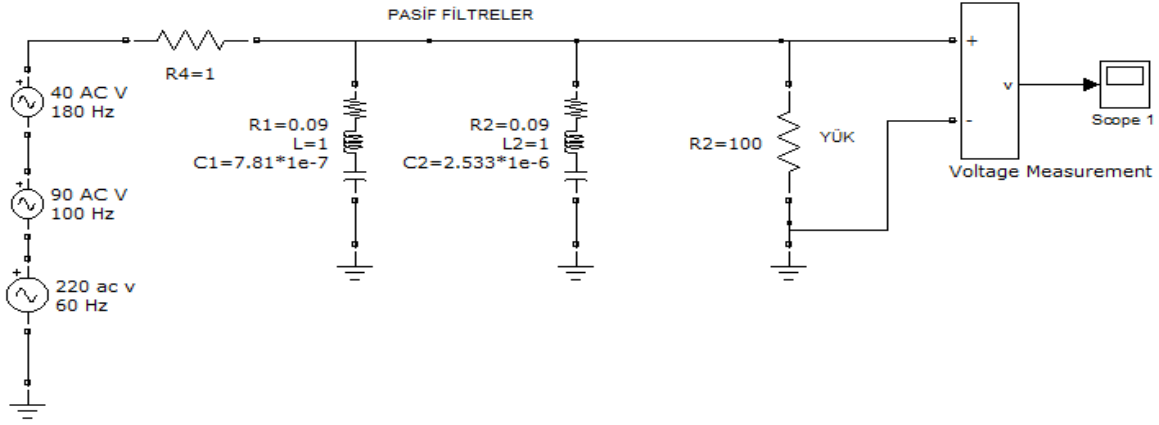 PASİF FİLTRELER
R4=1
40 AC V
180 Hz
90 AC V
100 Hz
220 ac v
60 Hz
R1=0.09
L=1
C1=7.81*1e-7
R2=0.09
L2=1
C2=2.533*1e-6
R2=100
YÜK
+
-
v
Voltage Measurement
Scope 1